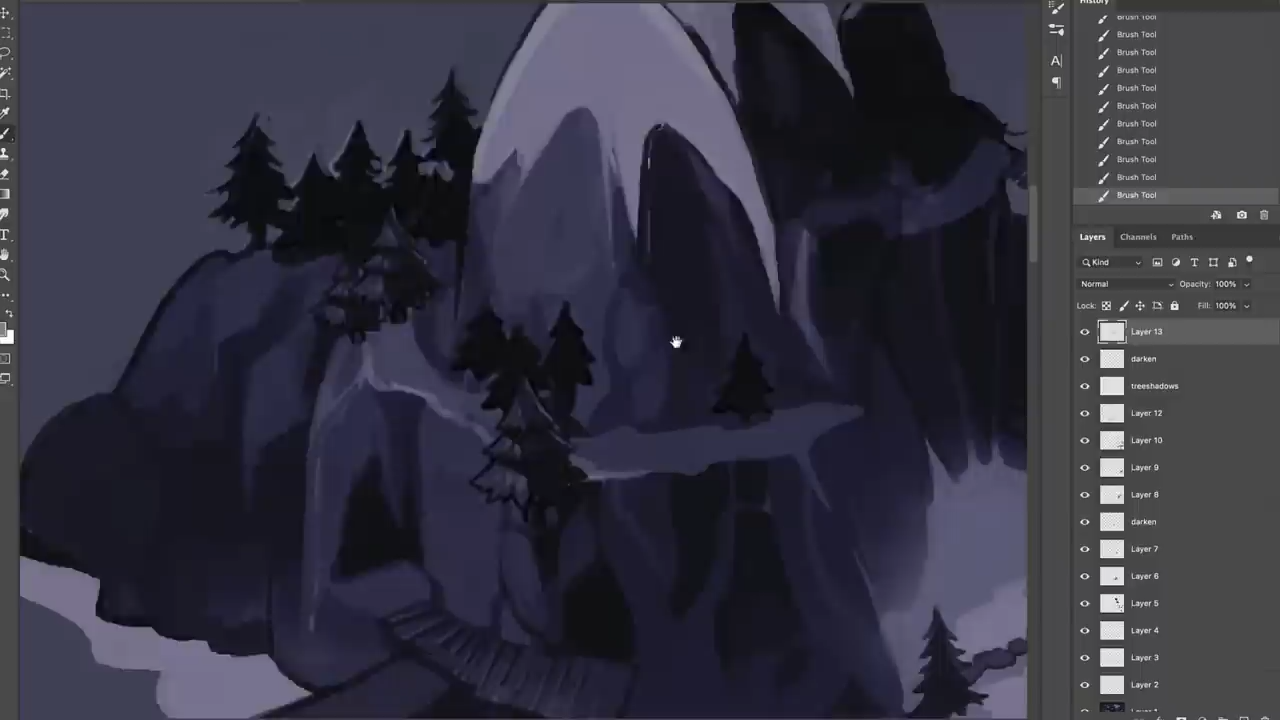 History
Brush Tool
Brush Tool
Brush Tool
Brush Tool
Brush Tool
Brush Tool
Brush Tool
Brush Tool
Brush Tool
Brush Tool
Brush Tool
Layers Channels Paths
Kind
Normal Opacity: 100%
Lock: Fill: 100%
Layer 13
darken
treeshadows
Layer 12
Layer 10
Layer 9
Layer 8
darken
Layer 7
Layer 6
Layer 5
Layer 4
Layer 3
Layer 2